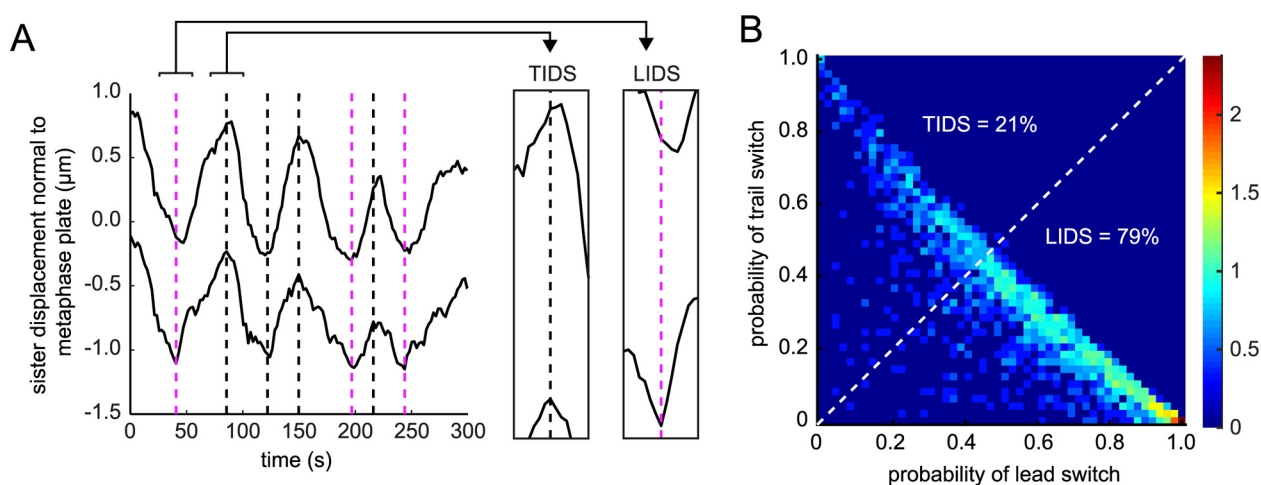 A
TIDS
LIDS
1.0
0.5
0.0
-0.5
-1.0
-1.5
0
50
100
150
200
250
300
time (s)
sister displacement normal to
metaphase plate (μm)
B
1.0
0.8
0.6
0.4
0.2
0
0
0.2
0.4
0.6
0.8
1.0
probability of trail switch
probability of lead switch
TIDS = 21%
LIDS = 79%
2
1.5
1
0.5
0